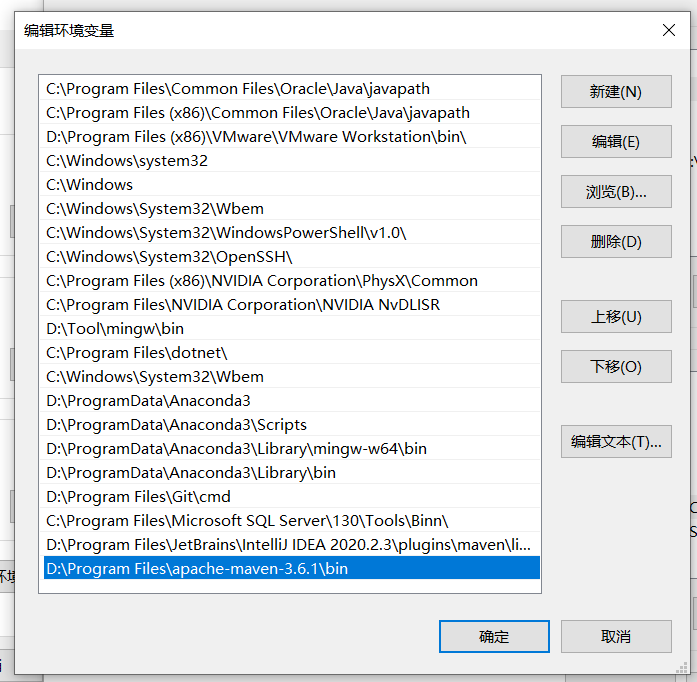 编辑环境变量
C:\Program Files\Common Files\Oracle\Java\javapath
C:\Program Files (x86)\Common Files\Oracle\Java\javapath
D:\Program Files (x86)\VMware\VMware Workstation\bin\
C:\Windows\system32
C:\Windows
C:\Windows\System32\Wbem
C:\Windows\System32\WindowsPowerShell\v1.0\
C:\Windows\System32\OpenSSH\
C:\Program Files (x86)\NVIDIA Corporation\PhysX\Common
C:\Program Files\NVIDIA Corporation\NVIDIA NvDLISR
D:\Tool\mingw\bin
C:\Program Files\dotnet\
C:\Windows\System32\Wbem
D:\ProgramData\Anaconda3
D:\ProgramData\Anaconda3\Scripts
D:\ProgramData\Anaconda3\Library\mingw-w64\bin
D:\ProgramData\Anaconda3\Library\bin
D:\Program Files\Git\cmd
C:\Program Files\Microsoft SQL Server\130\Tools\Binn\
D:\Program Files\JetBrains\IntelliJ IDEA 2020.2.3\plugins\maven\li...
D:\Program Files\apache-maven-3.6.1\bin
新建(N)
编辑(E)
浏览(B)...
删除(D)
上移(U)
下移(O)
编辑文本(T)...
确定
取消